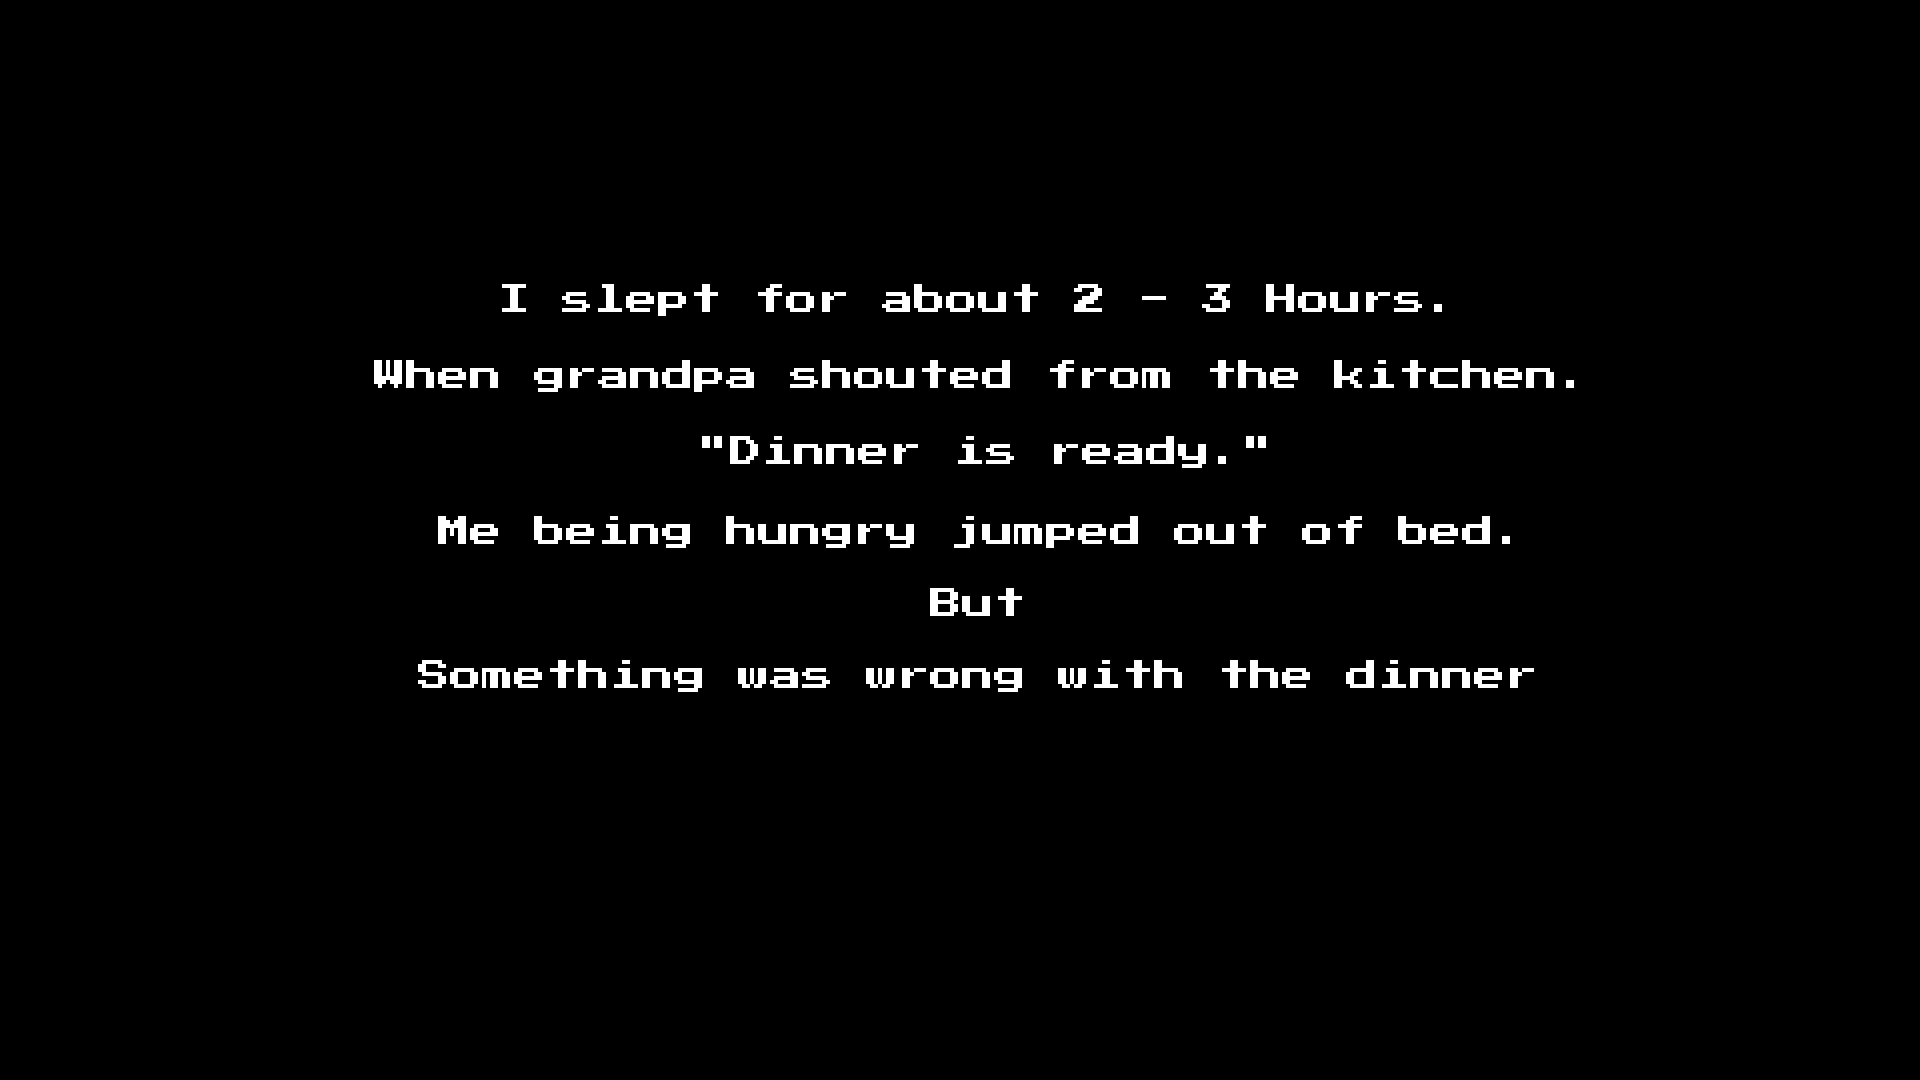 I slept for about 2 - 3 Hours.
When grandpa shouted from the kitchen.
"Dinner is ready."
Me being hungry jumped out of bed.
But
Something was wrong with the dinner